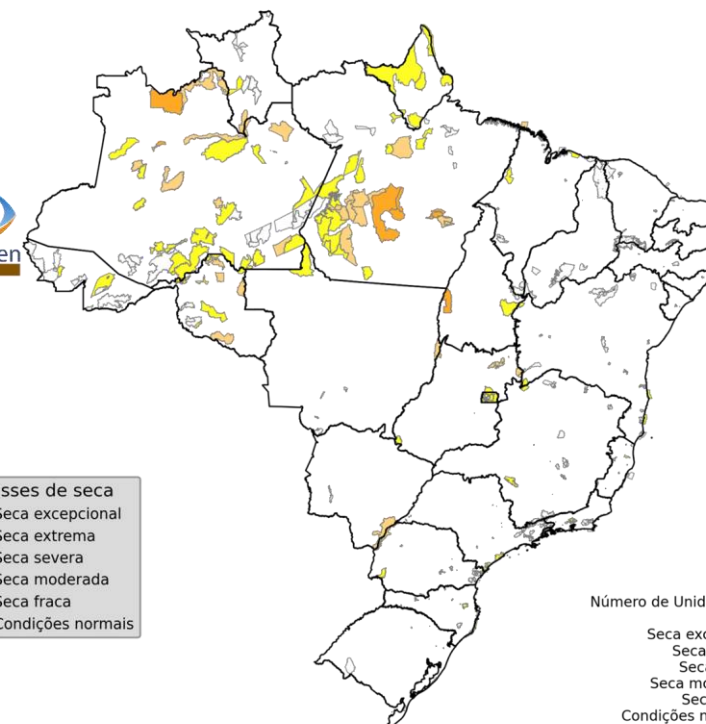 en
sses de seca
Seca excepcional
Seca extrema
Seca severa
Seca moderada
Seca fraca
Condições normais
Número de Unid
Seca exc
Seca
Seca
Seca mo
Sec
Condições n